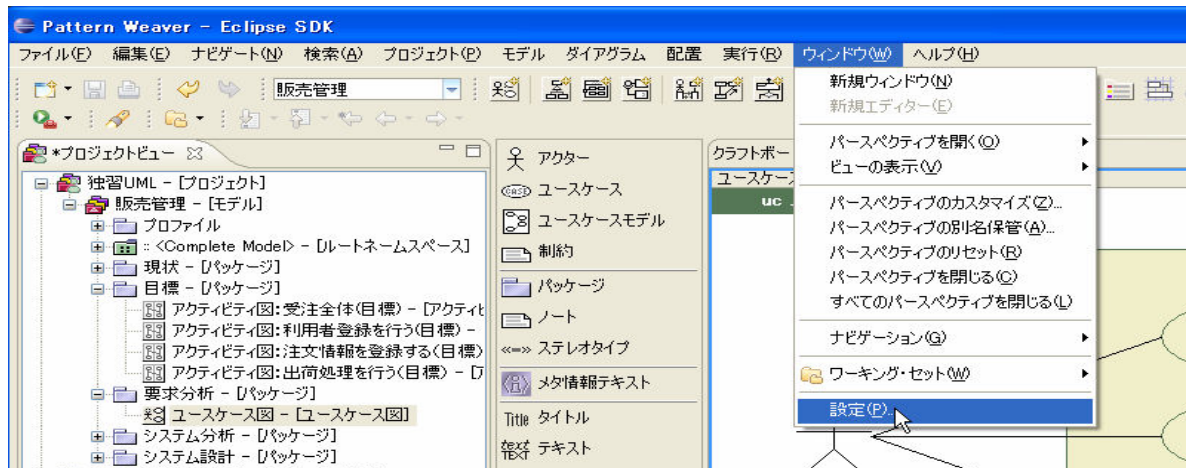 Pattern Weaver - Eclipse SDK
ファイル(F) 編集(E) ナビゲート(N) 検索(A) プロジェクト(P) モデル ダイアグラム 配置 実行(R) ウィンドウ(W) ヘルプ(H)
販売管理
*プロジェクトビュー
独習UML - [プロジェクト]
販売管理 - [モデル]
プロファイル
:: <Complete Model> - [ルートネームスペース]
現状 - [パッケージ]
目標 - [パッケージ]
アクティビティ図:受注全体(目標) - [アクティビ
アクティビティ図:利用者登録を行う(目標) -
アクティビティ図:注文情報を登録する(目標)
アクティビティ図:出荷処理を行う(目標) - [ア
要求分析 - [パッケージ]
ユースケース図 - [ユースケース図]
システム分析 - [パッケージ]
システム設計 - [パッケージ]
アクター
CASE ユースケース
ユースケースモデル
制約
パッケージ
ノート
«=» ステレオタイプ
メタ情報テキスト
Title タイトル
TEXT テキスト
クラフトボー
ユースケース
uc
新規ウィンドウ(N)
新規エディター(E)
パースペクティブを開く(O)
ビューの表示(V)
パースペクティブのカスタマイズ(Z)...
パースペクティブの別名保管(A)...
パースペクティブのリセット(R)
パースペクティブを閉じる(C)
すべてのパースペクティブを閉じる(L)
ナビゲーション(G)
ワーキング・セット(W)
設定(P)...